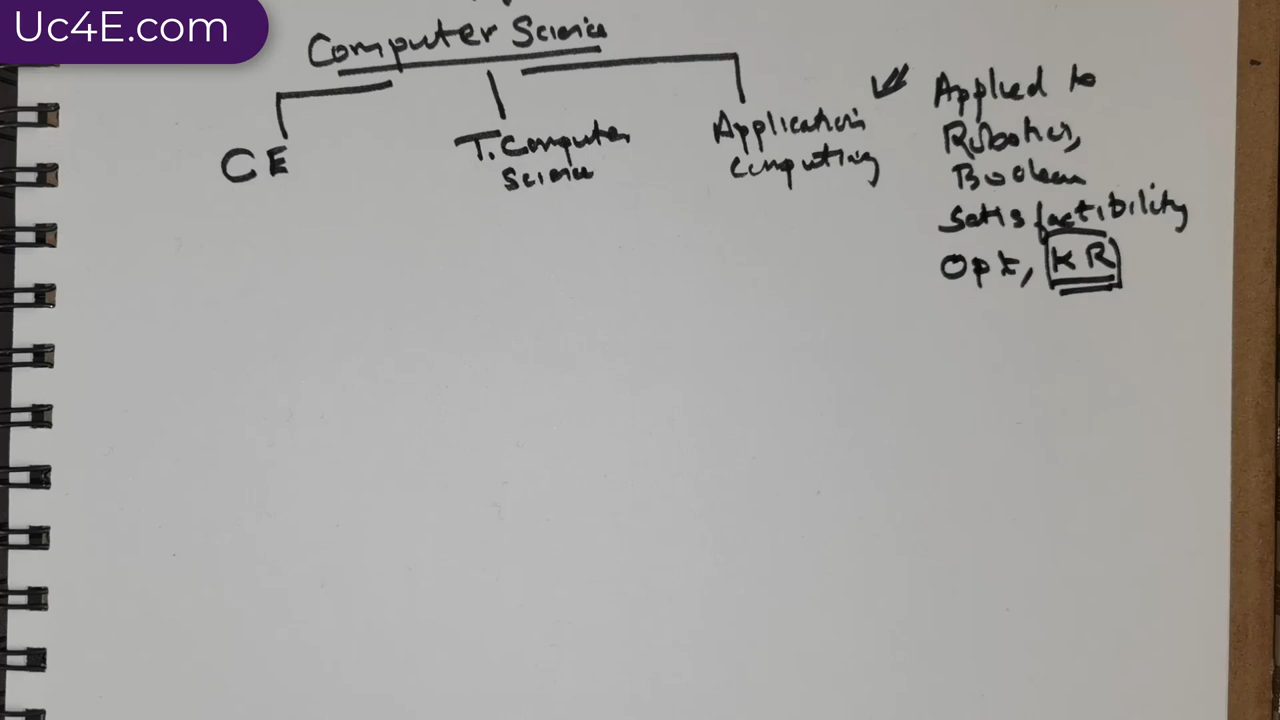 Uc4E.com
Computer Science
CE
T. Computer
Science
Application
computing
Applied to
Robotics,
Boolean
Satisfactibility
Opt, KR